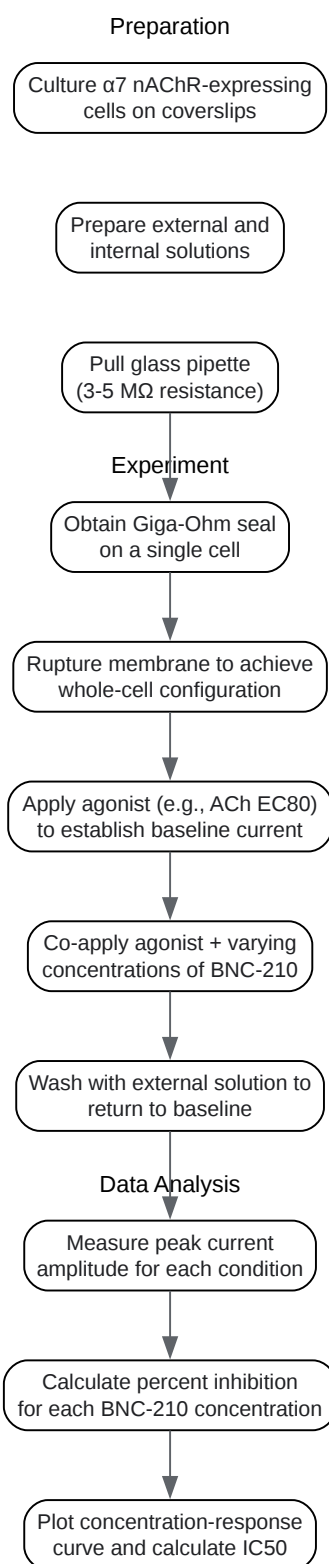 Preparation
Culture α7 nAChR-expressing
cells on coverslips
Prepare external and
internal solutions
Pull glass pipette
(3-5 MΩ resistance)
Experiment
Obtain Giga-Ohm seal
on a single cell
Rupture membrane to achieve
whole-cell configuration
Apply agonist (e.g., ACh EC80)
to establish baseline current
Co-apply agonist + varying
concentrations of BNC-210
Wash with external solution to
return to baseline
Data Analysis
Measure peak current
amplitude for each condition
Calculate percent inhibition
for each BNC-210 concentration
Plot concentration-response
curve and calculate IC50